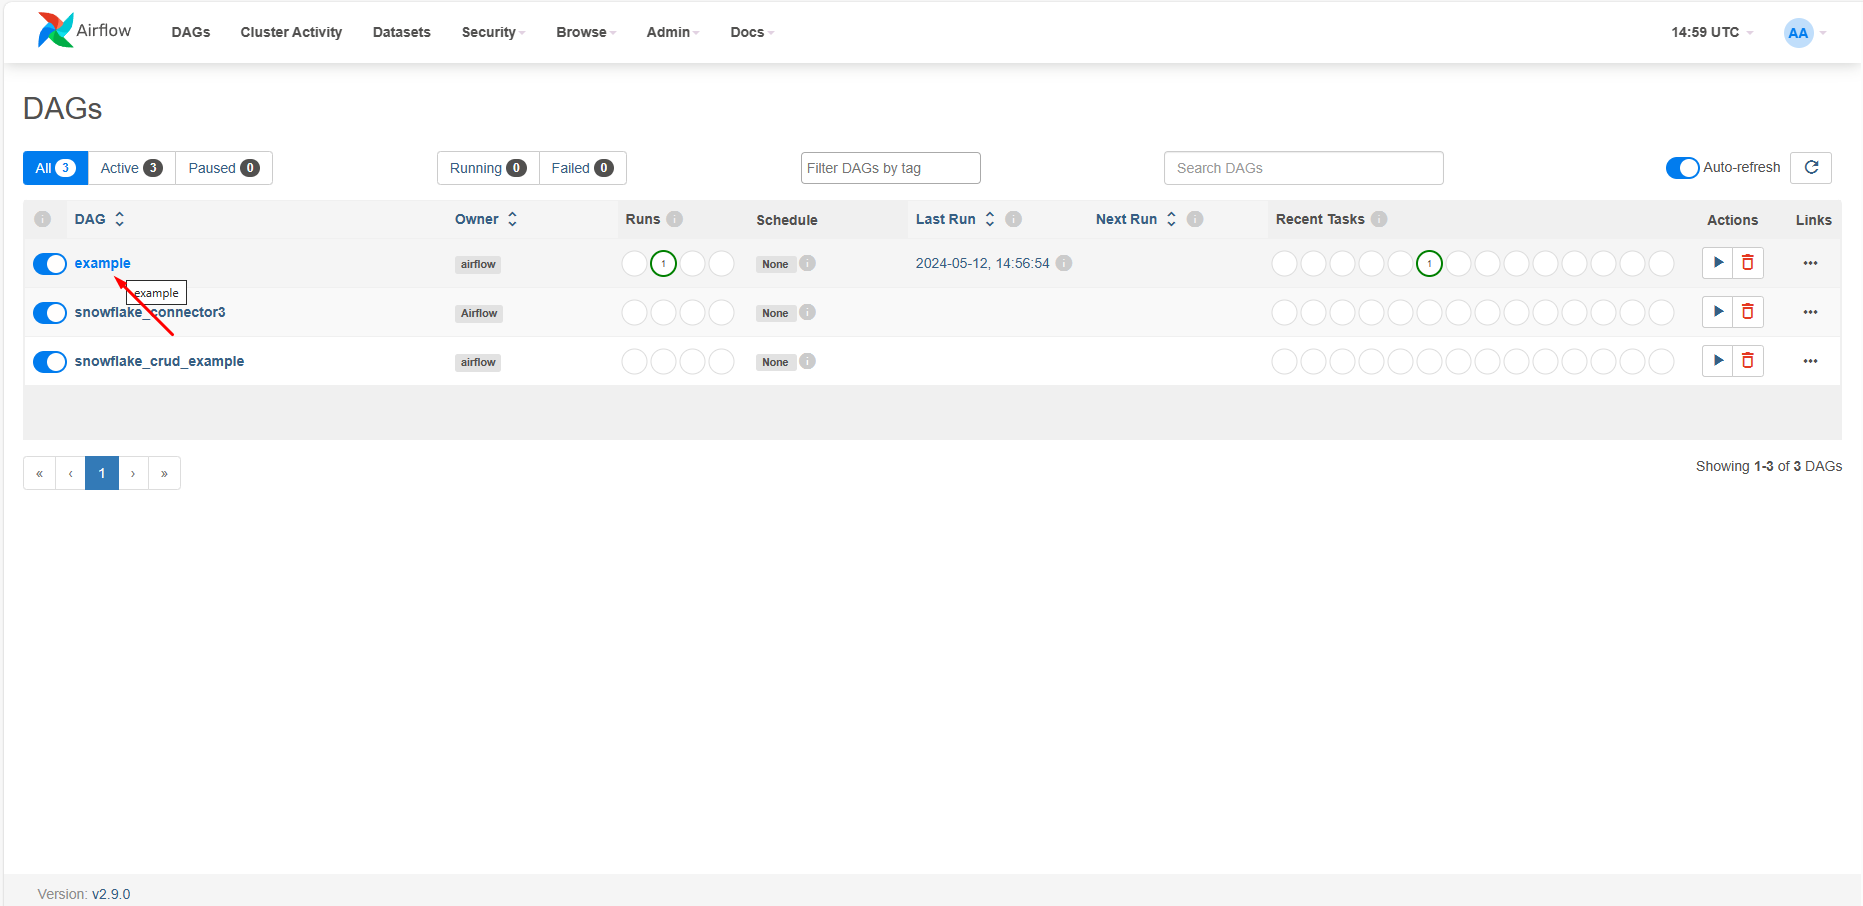 Airflow DAGs Cluster Activity Datasets Security Browse Admin Docs 14:59 UTC AA
DAGs
All 3 Active 3 Paused 0 Running 0 Failed 0 Filter DAGs by tag Search DAGs Auto-refresh
i DAG Owner Runs i Schedule Last Run i Next Run i Recent Tasks i Actions Links
example airflow 1 None i 2024-05-12, 14:56:54 i 1
example
snowflake_connector3 Airflow None i
snowflake_crud_example airflow None i
« ‹ 1 › » Showing 1-3 of 3 DAGs
Version: v2.9.0